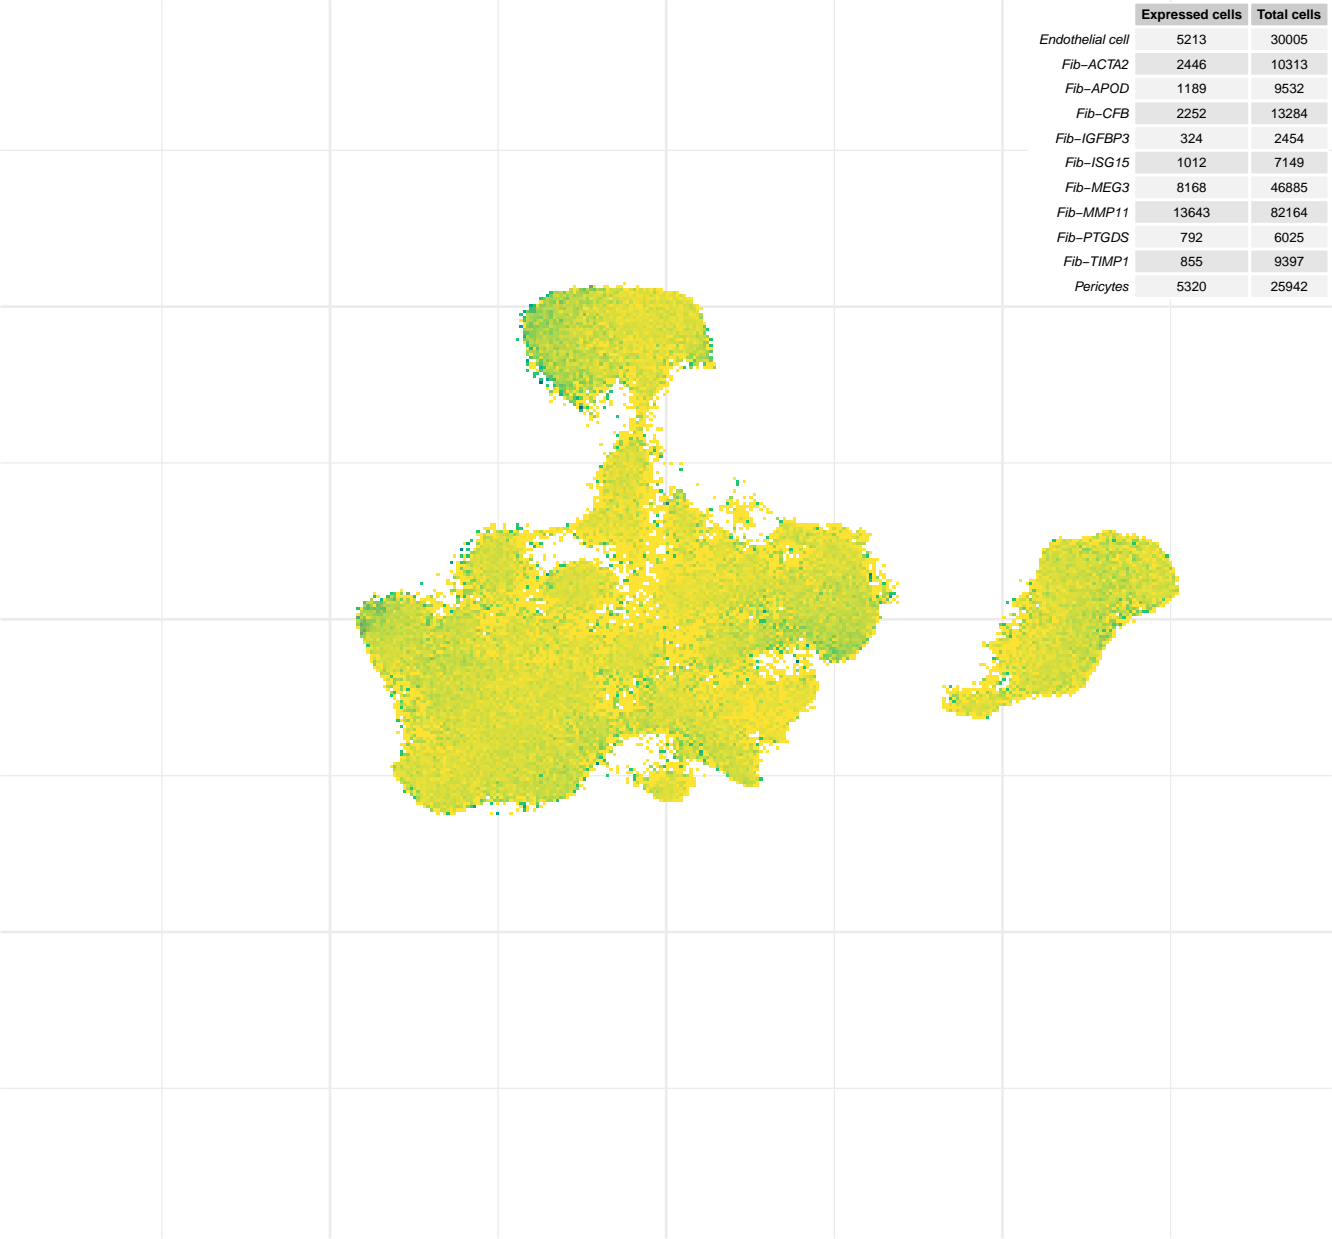 Expressed cells Total cells
Endothelial cell 5213 30005
Fib−ACTA2 2446 10313
Fib−APOD 1189 9532
Fib−CFB 2252 13284
Fib−IGFBP3 324 2454
Fib−ISG15 1012 7149
Fib−MEG3 8168 46885
Fib−MMP11 13643 82164
Fib−PTGDS 792 6025
Fib−TIMP1 855 9397
Pericytes 5320 25942